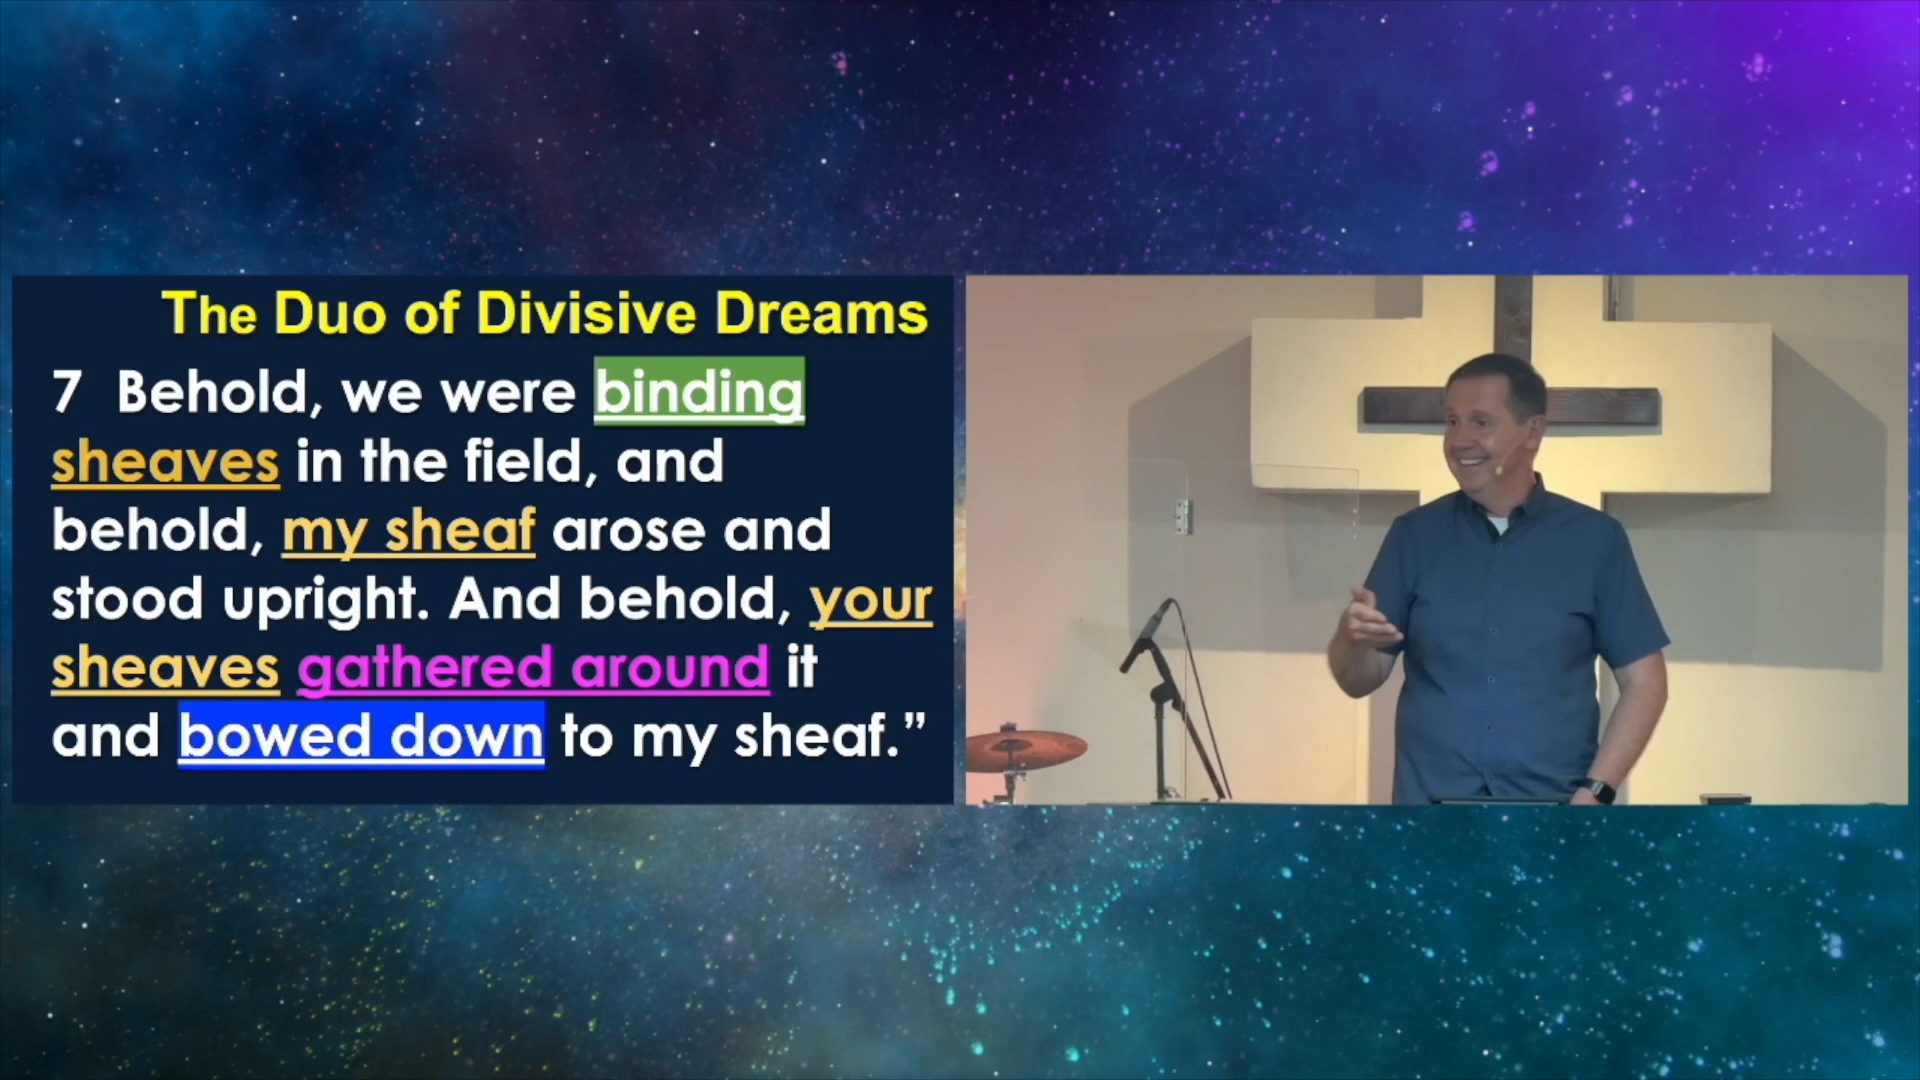 The Duo of Divisive Dreams
7 Behold, we were binding
sheaves in the field, and
behold, my sheaf arose and
stood upright. And behold, your
sheaves gathered around it
and bowed down to my sheaf.”